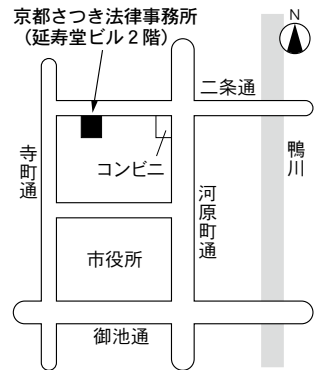 京都さつき法律事務所
(延寿堂ビル2階)
N
二条通
寺町通
コンビニ
鴨川
河原町通
市役所
御池通